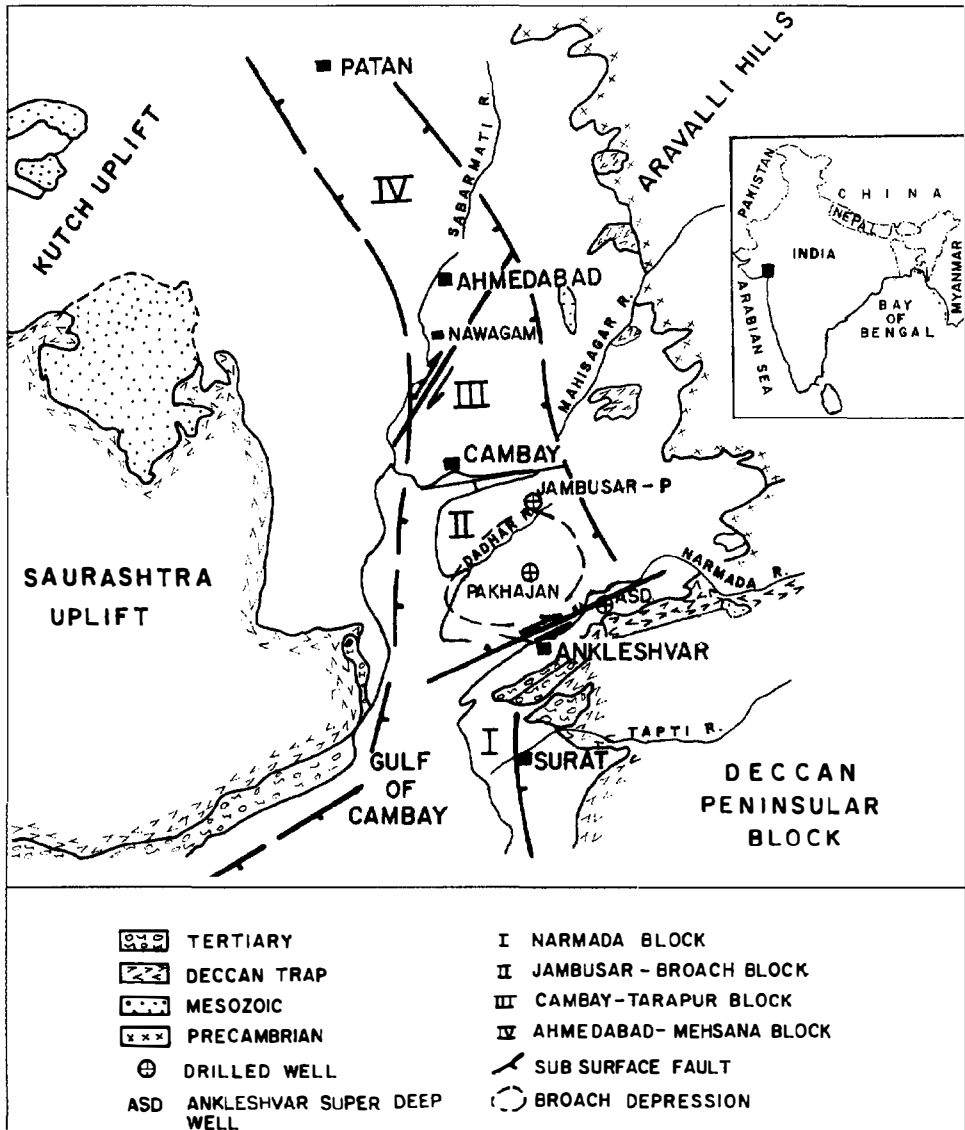 PATAN
KUTCH UPLIFT
IV
SABARMATI R.
ARAVALLI HILLS
PAKISTAN
CHINA
NEPAL
INDIA
MYANMAR
ARABIAN SEA
BAY
OF
BENGAL
AHMEDABAD
NAWAGAM
MAHISAGAR R.
III
CAMBAY
JAMBUSAR-P
II
DADHAR R.
PAKHAJAN
NARMADA R.
ASD
SAURASHTRA
UPLIFT
ANKLESHVAR
I
TAPTI R.
SURAT
GULF
OF
CAMBAY
DECCAN
PENINSULAR
BLOCK
TERTIARY
DECCAN TRAP
MESOZOIC
PRECAMBRIAN
DRILLED WELL
ASD ANKLESHVAR SUPER DEEP
WELL
I NARMADA BLOCK
II JAMBUSAR-BROACH BLOCK
III CAMBAY-TARAPUR BLOCK
IV AHMEDABAD-MEHSANA BLOCK
SUB SURFACE FAULT
BROACH DEPRESSION